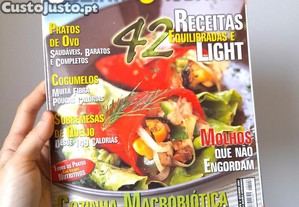 CustoJusto.pt
PRATOS
DE OVO
SAUDÁVEIS, BARATOS
E COMPLETOS
42
RECEITAS
EQUILIBRADAS E
LIGHT
COGUMELOS
MUITA FIBRA
POUCAS CALORIAS
SOBREMESAS
DE QUEIJO
CALORIAS
MOLHOS
QUE NÃO
ENGORDAM
COZINHA MACROBIÓTICA